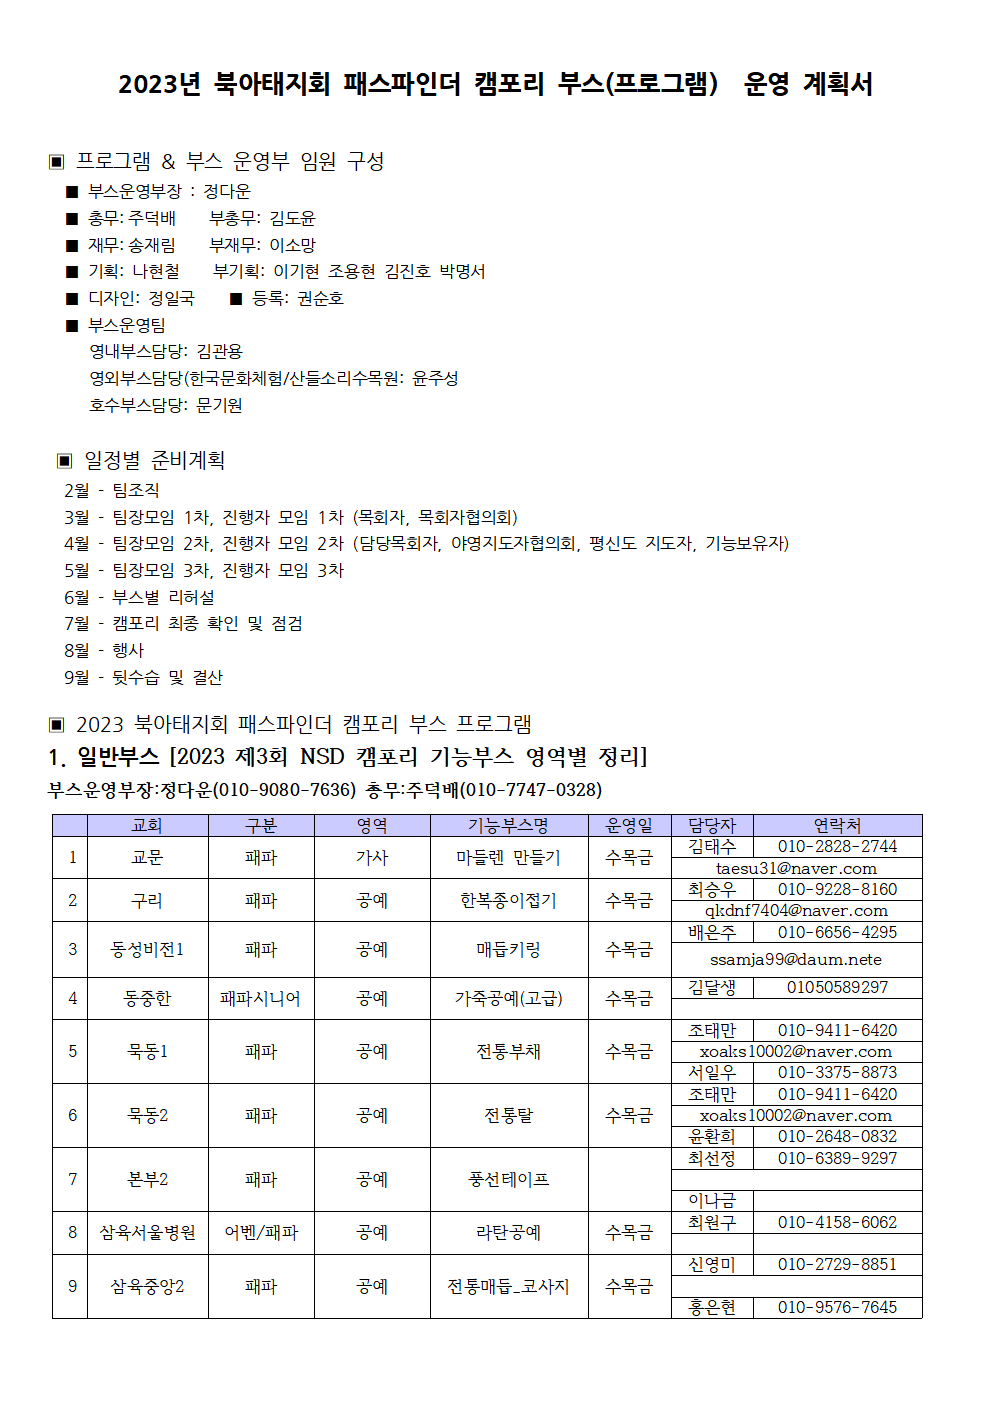 2023년 북아태지회 패스파인더 캠포리 부스(프로그램) 운영 계획서
▣ 프로그램 & 부스 운영부 임원 구성
■ 부스운영부장 : 정다운
■ 총무: 주덕배 부총무: 김도윤
■ 재무: 송재림 부재무: 이소망
■ 기획: 나현철 부기획: 이기현 조용현 김진호 박명서
■ 디자인: 정일국 ■ 등록: 권순호
■ 부스운영팀
영내부스담당: 김관용
영외부스담당(한국문화체험/산들소리수목원: 윤주성
호수부스담당: 문기원
▣ 일정별 준비계획
2월 - 팀조직
3월 - 팀장모임 1차, 진행자 모임 1차 (목회자, 목회자협의회)
4월 - 팀장모임 2차, 진행자 모임 2차 (담당목회자, 야영지도자협의회, 평신도 지도자, 기능보유자)
5월 - 팀장모임 3차, 진행자 모임 3차
6월 - 부스별 리허설
7월 - 캠포리 최종 확인 및 점검
8월 - 행사
9월 - 뒷수습 및 결산
▣ 2023 북아태지회 패스파인더 캠포리 부스 프로그램
1. 일반부스 [2023 제3회 NSD 캠포리 기능부스 영역별 정리]
부스운영부장:정다운(010-9080-7636) 총무:주덕배(010-7747-0328)
교회 구분 영역 기능부스명 운영일 담당자 연락처
1 교문 패파 가사 마들렌 만들기 수목금 김태수 010-2828-2744
taesu31@naver.com
2 구리 패파 공예 한복종이접기 수목금 최승우 010-9228-8160
qkdnf7404@naver.com
3 동성비전1 패파 공예 매듭키링 수목금 배은주 010-6656-4295
ssamja99@daum.nete
4 동중한 패파시니어 공예 가죽공예(고급) 수목금 김달생 01050589297
5 묵동1 패파 공예 전통부채 수목금 조태만 010-9411-6420
xoaks10002@naver.com
서일우 010-3375-8873
6 묵동2 패파 공예 전통탈 수목금 조태만 010-9411-6420
xoaks10002@naver.com
윤환희 010-2648-0832
7 본부2 패파 공예 풍선테이프 최선정 010-6389-9297
이나금
8 삼육서울병원 어벤/패파 공예 라탄공예 수목금 최원구 010-4158-6062
9 삼육중앙2 패파 공예 전통매듭_코사지 수목금 신영미 010-2729-8851
홍은현 010-9576-7645